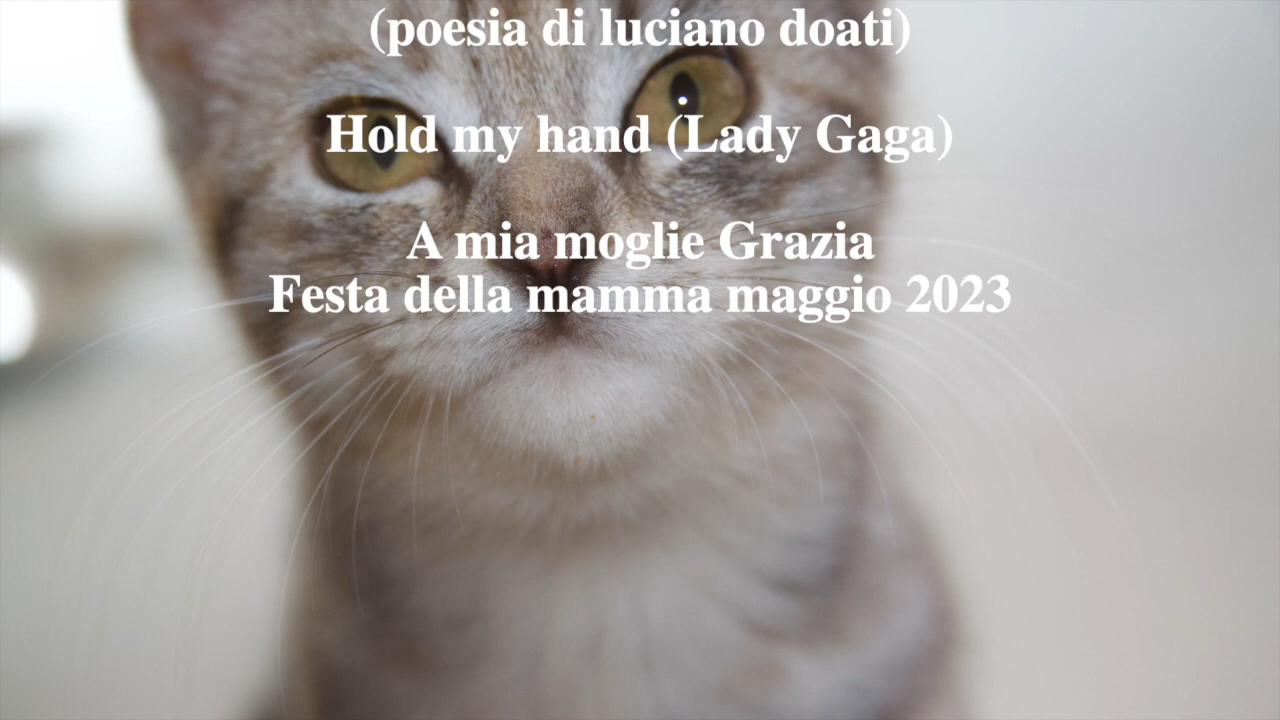 (poesia di luciano doati)
Hold my hand (Lady Gaga)
A mia moglie Grazia
Festa della mamma maggio 2023